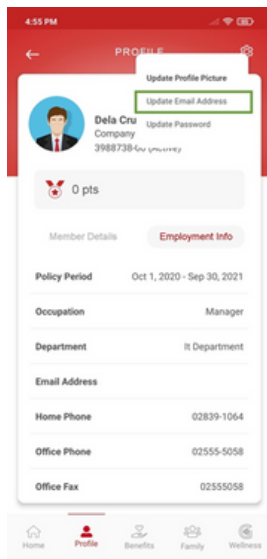 4:55 PM
PROFILE
Update Profile Picture
Update Email Address
Update Password
Dela Cru
Company
3988738-
0 pts
Member Details
Employment Info
Policy Period Oct 1, 2020 - Sep 30, 2021
Occupation Manager
Department It Department
Email Address
Home Phone 02839-1064
Office Phone 02555-5058
Office Fax 02555058
Home Profile Benefits Family Wellness